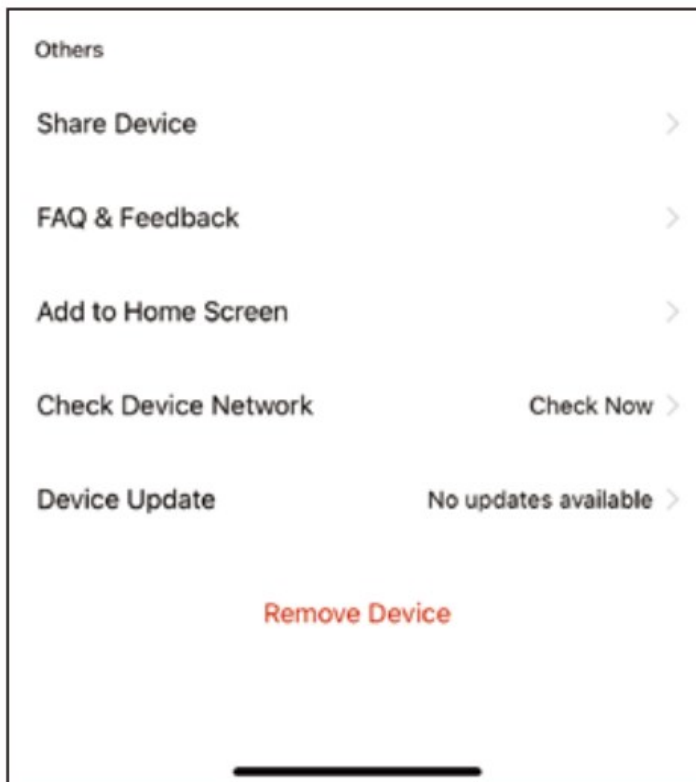 Others
Share Device
FAQ & Feedback
Add to Home Screen
Check Device Network Check Now
Device Update No updates available
Remove Device